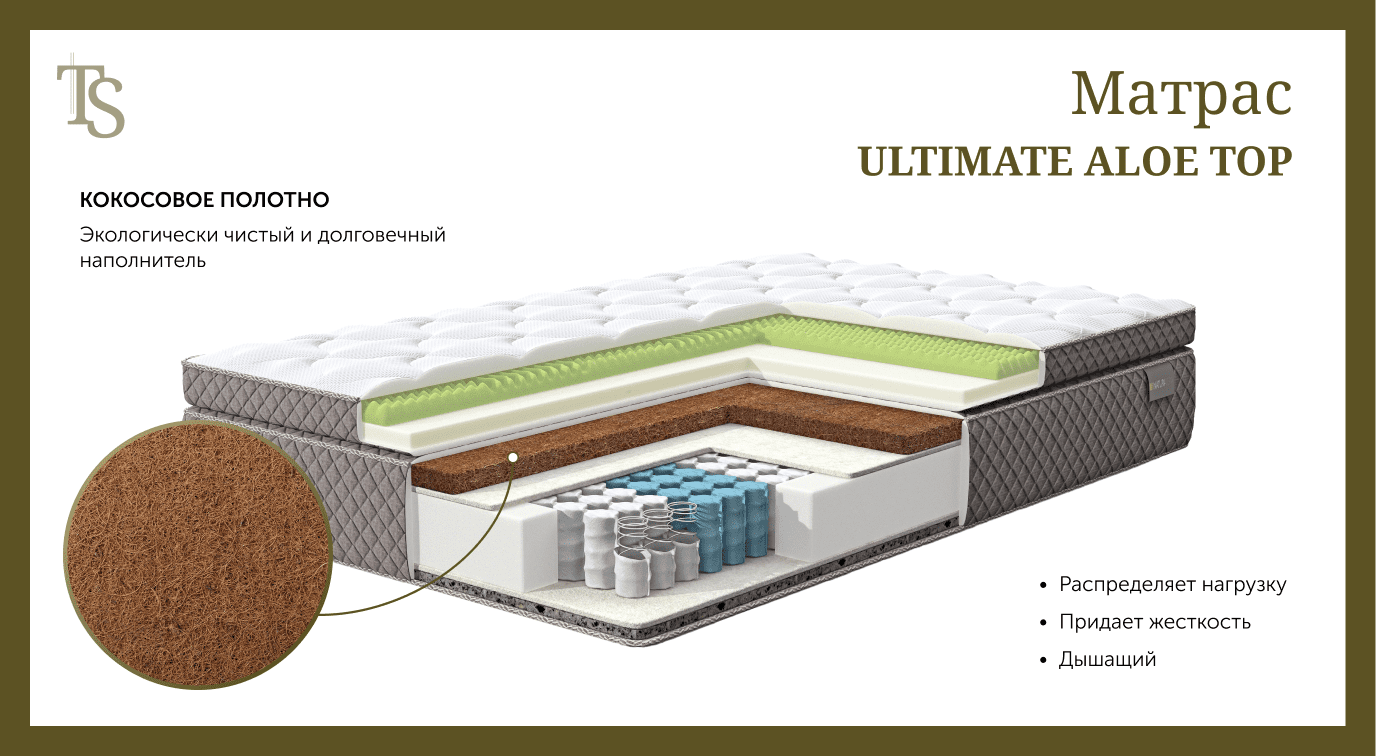 TS
Матрас
ULTIMATE ALOE TOP
КОКОСОВОЕ ПОЛОТНО
Экологически чистый и долговечный
наполнитель
• Распределяет нагрузку
• Придает жесткость
• Дышащий